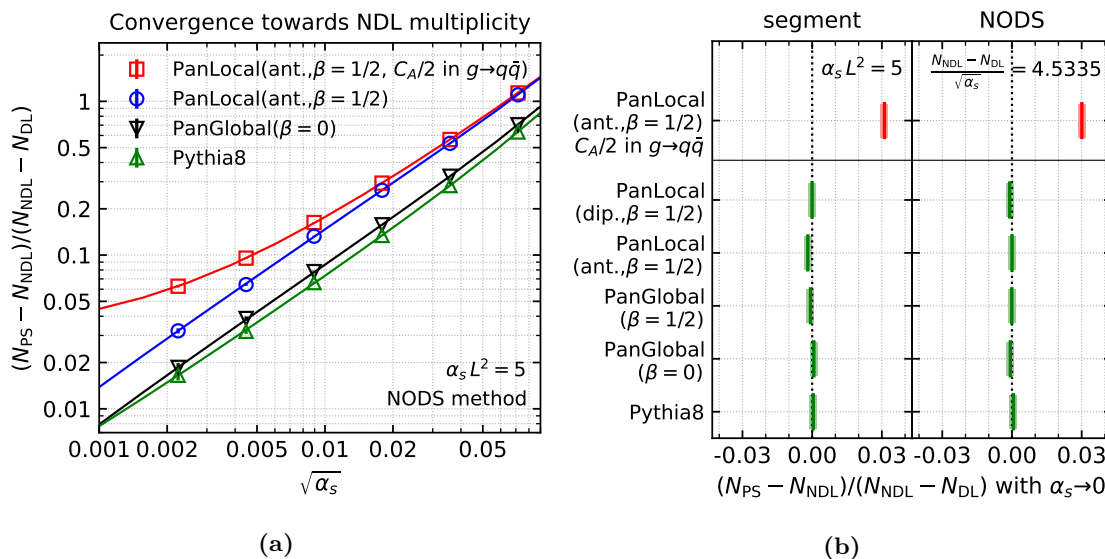 Convergence towards NDL multiplicity
PanLocal(ant.,β = 1/2, C_A/2 in g→qq̄)
PanLocal(ant.,β = 1/2)
PanGlobal(β = 0)
Pythia8
(N_PS − N_NDL)/(N_NDL − N_DL)
1
0.5
0.2
0.1
0.05
0.02
0.01
α_s L² = 5
NODS method
0.001
0.002
0.005
0.01
0.02
0.05
√α_s
(a)
segment
NODS
α_s L² = 5
(N_NDL − N_DL)/√α_s = 4.5335
PanLocal
(ant.,β = 1/2)
C_A/2 in g→qq̄
PanLocal
(dip.,β = 1/2)
PanLocal
(ant.,β = 1/2)
PanGlobal
(β = 1/2)
PanGlobal
(β = 0)
Pythia8
-0.03
0.00
0.03
-0.03
0.00
0.03
(N_PS − N_NDL)/(N_NDL − N_DL) with α_s→0
(b)